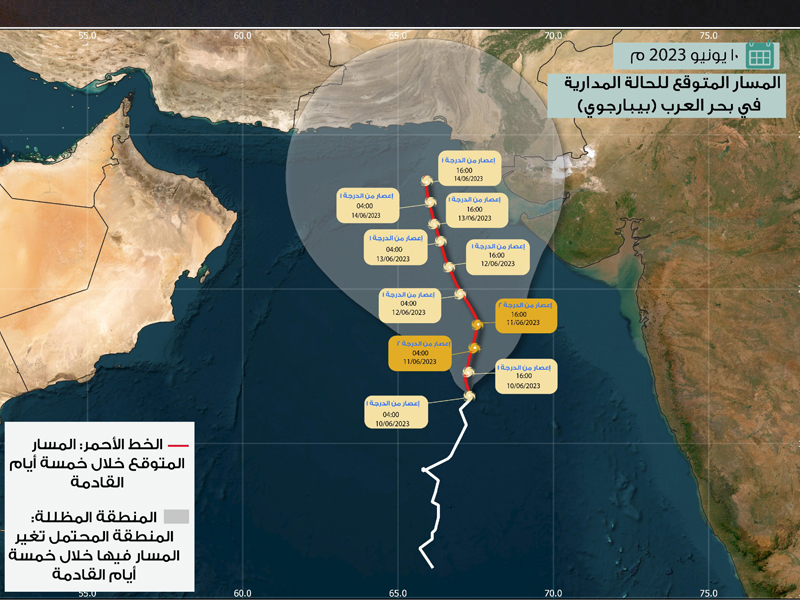 55.0 60.0 65.0 70.0 75.0
١٠ يونيو 2023 م
المسار المتوقع للحالة المدارية
في بحر العرب (بيبارجوي)
إعصار من الدرجة ١
16:00
14/06/2023
إعصار من الدرجة ١
04:00
14/06/2023
إعصار من الدرجة ١
16:00
13/06/2023
إعصار من الدرجة ١
04:00
13/06/2023
إعصار من الدرجة ١
16:00
12/06/2023
إعصار من الدرجة ١
04:00
12/06/2023
إعصار من الدرجة ٢
16:00
11/06/2023
إعصار من الدرجة ٢
04:00
11/06/2023
إعصار من الدرجة ١
16:00
10/06/2023
إعصار من الدرجة ١
04:00
10/06/2023
الخط الأحمر: المسار
المتوقع خلال خمسة أيام
القادمة
المنطقة المظللة:
المنطقة المحتمل تغير
المسار فيها خلال خمسة
أيام القادمة
55.0 60.0 65.0 70.0 75.0